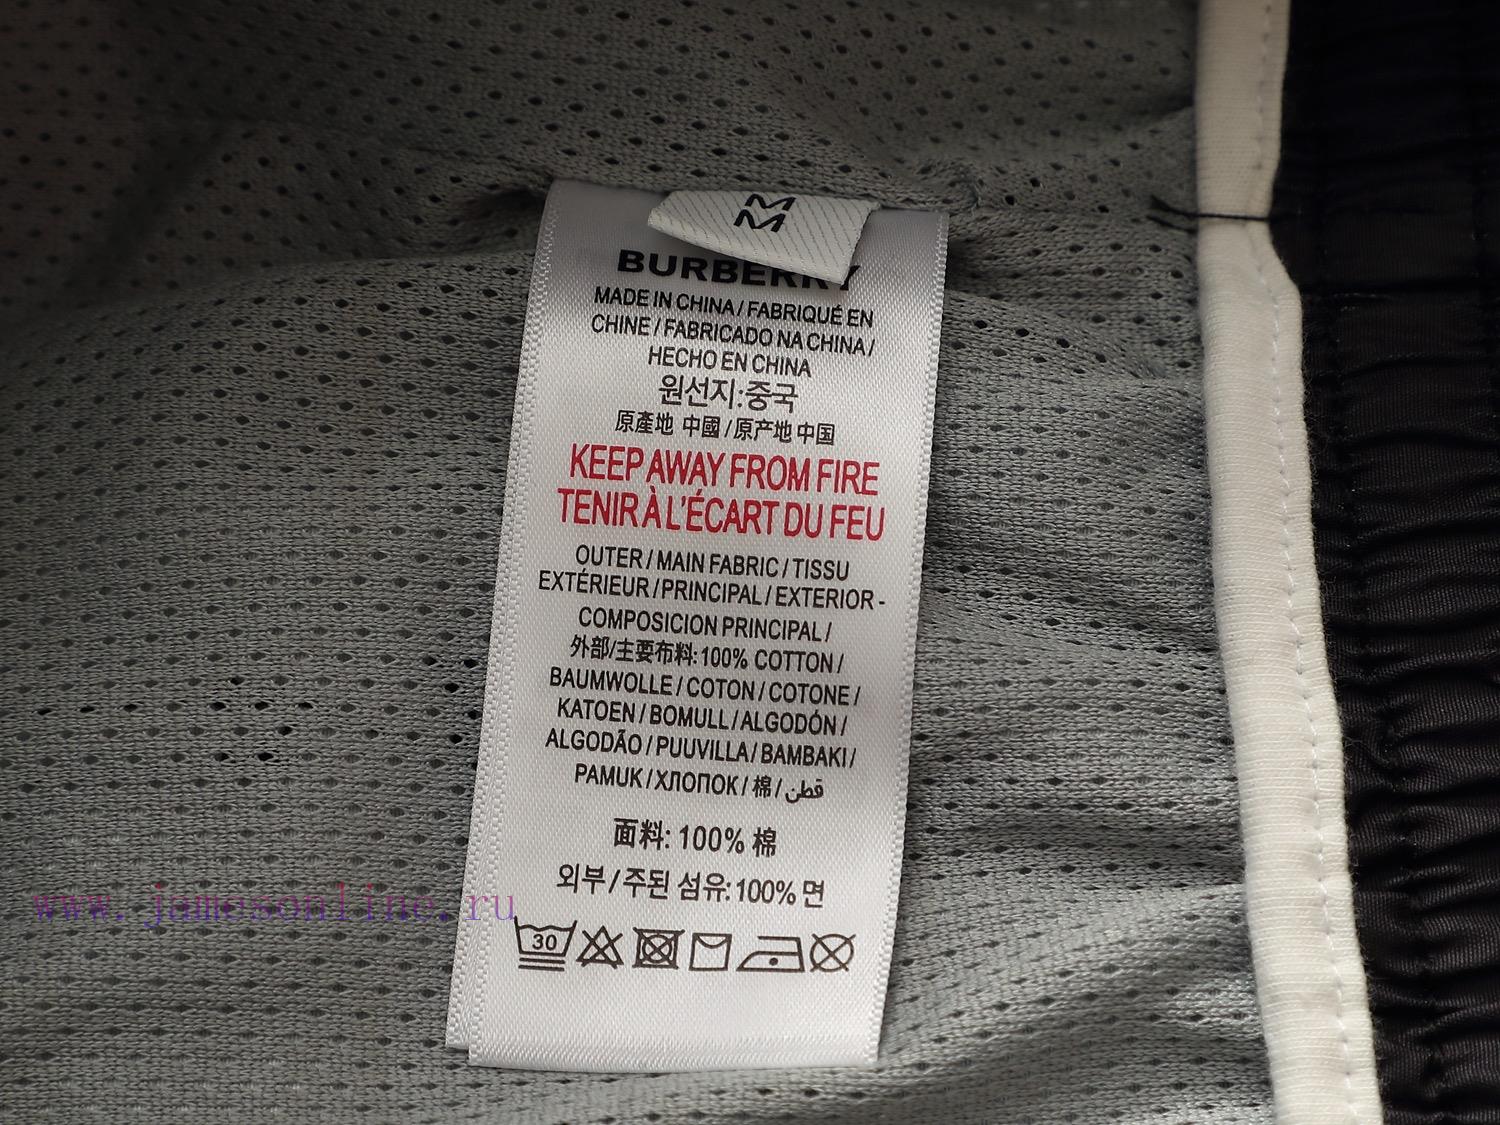 M
M
BURBERRY
MADE IN CHINA / FABRIQUÉ EN
CHINE / FABRICADO NA CHINA /
HECHO EN CHINA
원선지:중국
原產地 中國 / 原产地 中国
KEEP AWAY FROM FIRE
TENIR À L'ÉCART DU FEU
OUTER / MAIN FABRIC / TISSU
EXTÉRIEUR / PRINCIPAL / EXTERIOR -
COMPOSICION PRINCIPAL /
外部/主要布料: 100% COTTON /
BAUMWOLLE / COTON / COTONE /
KATOEN / BOMULL / ALGODÓN /
ALGODÃO / PUUVILLA / BAMBAKI /
PAMUK / ХЛОПОК / 棉 / قطن
面料: 100% 棉
외부 / 주된 섬유: 100% 면
www.jamesonline.ru
30